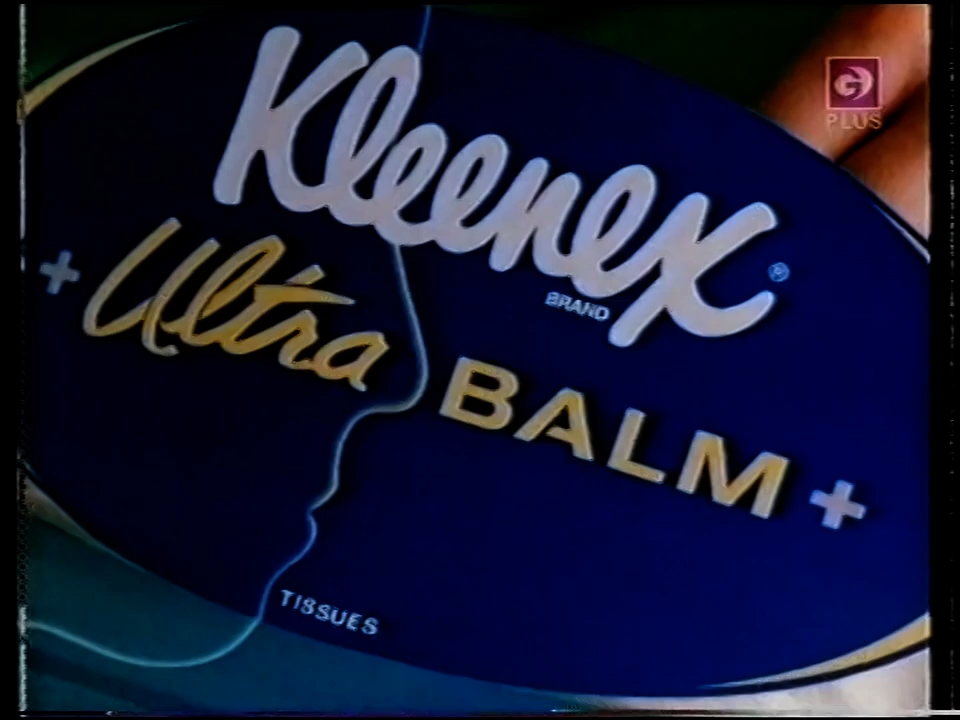 Kleenex®
BRAND
+ Ultra BALM +
TISSUES
G
PLUS